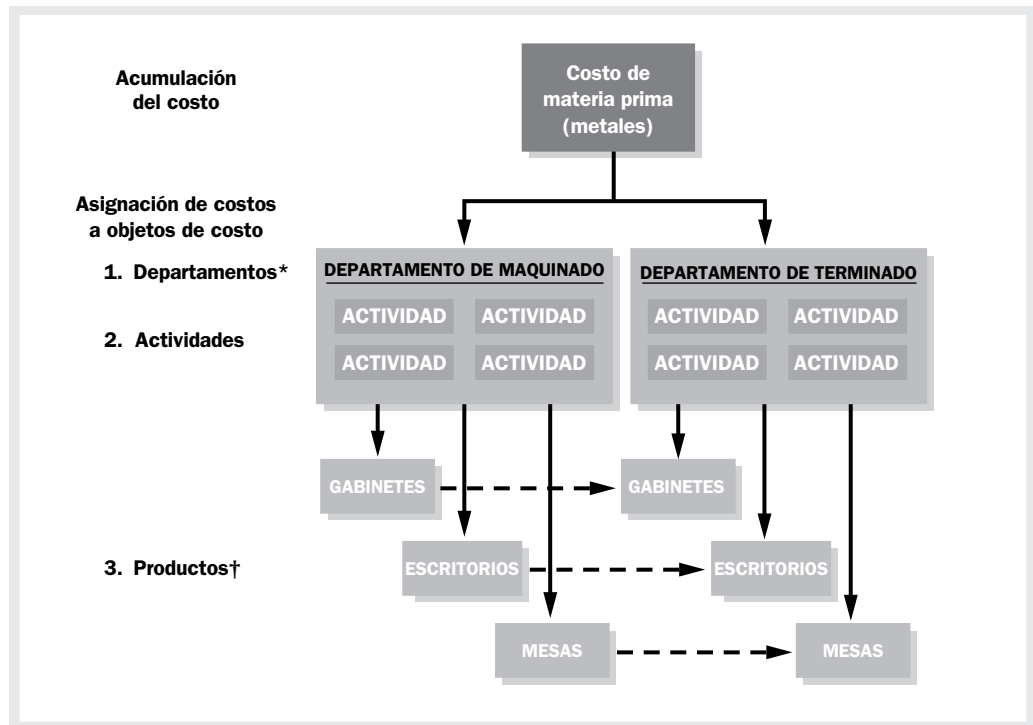 Acumulación
del costo
Costo de
materia prima
(metales)
Asignación de costos
a objetos de costo
1. Departamentos*
DEPARTAMENTO DE MAQUINADO
DEPARTAMENTO DE TERMINADO
2. Actividades
ACTIVIDAD ACTIVIDAD
ACTIVIDAD ACTIVIDAD
ACTIVIDAD ACTIVIDAD
ACTIVIDAD ACTIVIDAD
GABINETES
GABINETES
3. Productos†
ESCRITORIOS
ESCRITORIOS
MESAS
MESAS